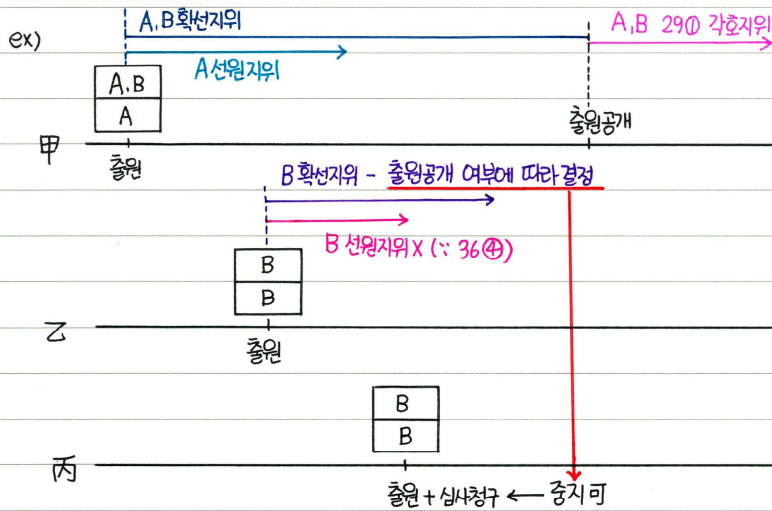 A,B 확선지위
A,B 29① 각호지위
ex)
A 선원지위
A,B
A
출원공개
甲
출원
B 확선지위 - 출원공개 여부에 따라 결정
B 선원지위 X (∵ 36④)
B
B
乙
출원
B
B
丙
출원 + 심사청구 ← 중지 可